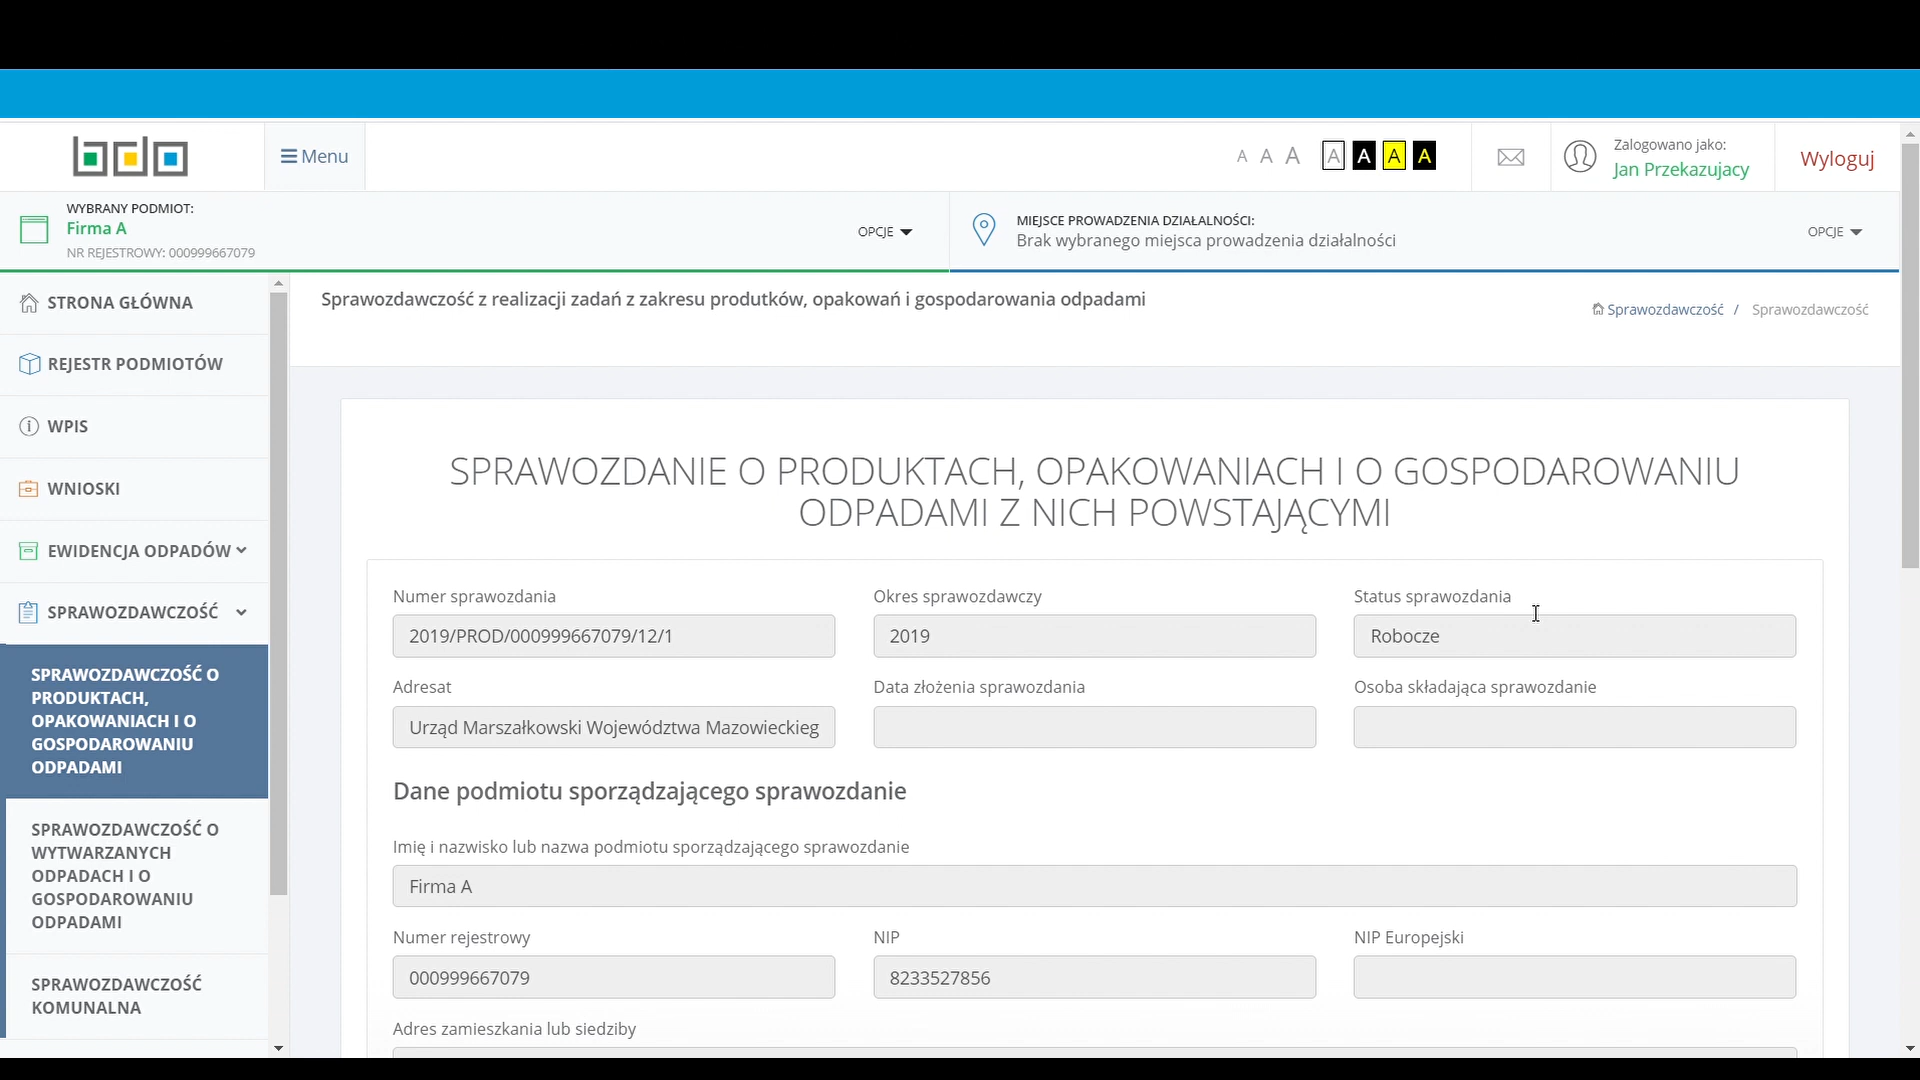 bdo
Menu
A A A A A A A
Zalogowano jako:
Jan Przekazujacy
Wyloguj
WYBRANY PODMIOT:
Firma A
NR REJESTROWY: 000999667079
OPCJE
MIEJSCE PROWADZENIA DZIAŁALNOŚCI:
Brak wybranego miejsca prowadzenia działalności
OPCJE
STRONA GŁÓWNA
REJESTR PODMIOTÓW
WPIS
WNIOSKI
EWIDENCJA ODPADÓW
SPRAWOZDAWCZOŚĆ
SPRAWOZDAWCZOŚĆ O
PRODUKTACH,
OPAKOWANIACH I O
GOSPODAROWANIU
ODPADAMI
SPRAWOZDAWCZOŚĆ O
WYTWARZANYCH
ODPADACH I O
GOSPODAROWANIU
ODPADAMI
SPRAWOZDAWCZOŚĆ
KOMUNALNA
Sprawozdawczość z realizacji zadań z zakresu produtków, opakowań i gospodarowania odpadami
Sprawozdawczość / Sprawozdawczość
SPRAWOZDANIE O PRODUKTACH, OPAKOWANIACH I O GOSPODAROWANIU
ODPADAMI Z NICH POWSTAJĄCYMI
Numer sprawozdania
2019/PROD/000999667079/12/1
Okres sprawozdawczy
2019
Status sprawozdania
Robocze
Adresat
Urząd Marszałkowski Województwa Mazowieckieg
Data złożenia sprawozdania
Osoba składająca sprawozdanie
Dane podmiotu sporządzającego sprawozdanie
Imię i nazwisko lub nazwa podmiotu sporządzającego sprawozdanie
Firma A
Numer rejestrowy
000999667079
NIP
8233527856
NIP Europejski
Adres zamieszkania lub siedziby